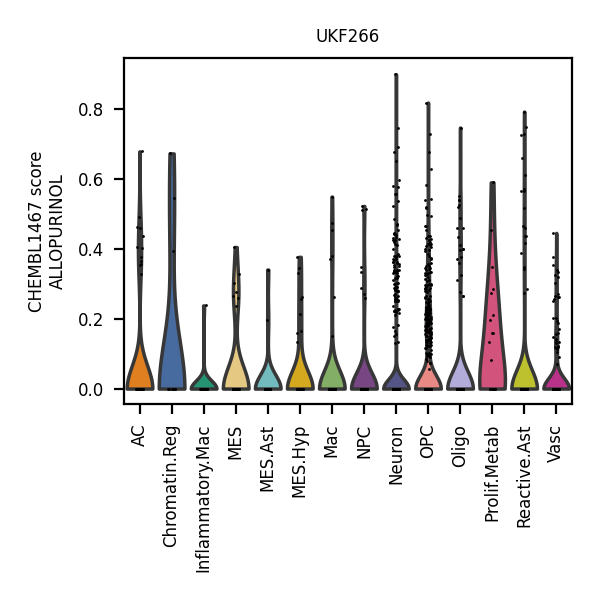 UKF266
CHEMBL1467 score
ALLOPURINOL
0.8
0.6
0.4
0.2
0.0
AC
Chromatin.Reg
Inflammatory.Mac
MES
MES.Ast
MES.Hyp
Mac
NPC
Neuron
OPC
Oligo
Prolif.Metab
Reactive.Ast
Vasc